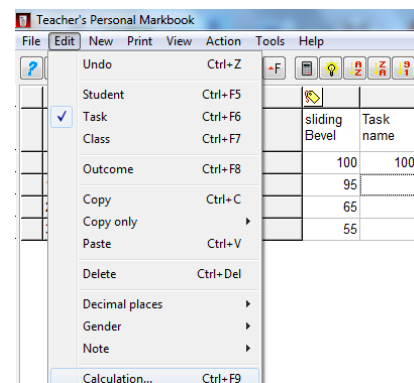 Teacher's Personal Markbook
File Edit New Print View Action Tools Help
Undo Ctrl+Z
Student Ctrl+F5
Task Ctrl+F6
Class Ctrl+F7
Outcome Ctrl+F8
Copy Ctrl+C
Copy only
Paste Ctrl+V
Delete Ctrl+Del
Decimal places
Gender
Note
Calculation... Ctrl+F9
sliding Task
Bevel name
100 100
95
65
55